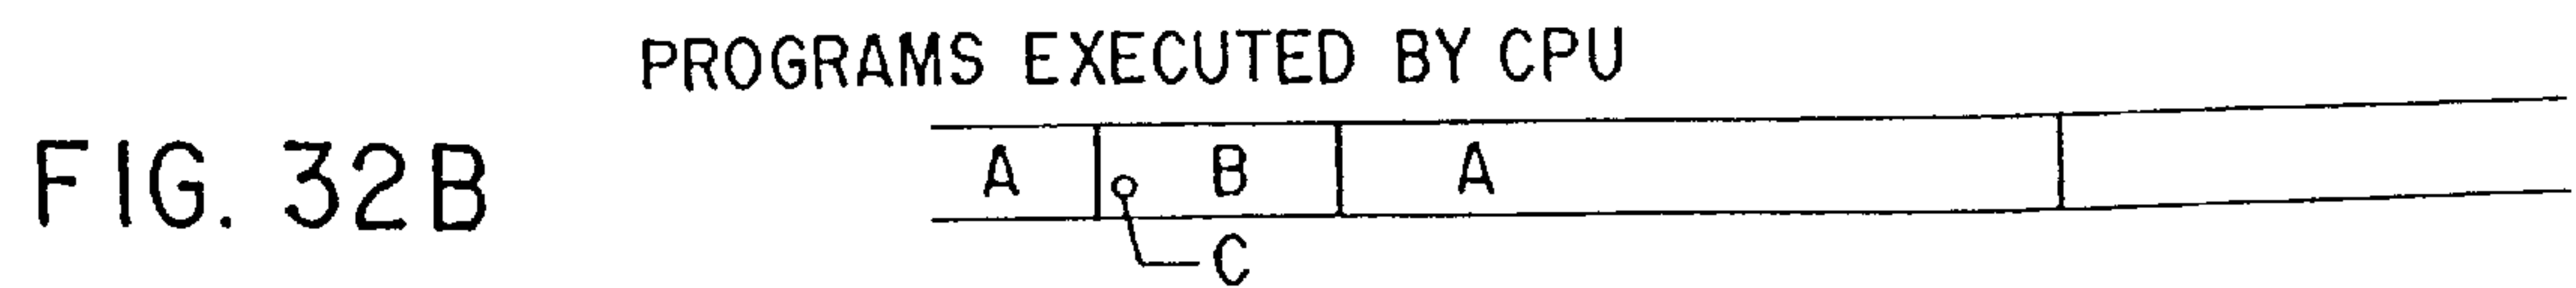 PROGRAMS EXECUTED BY CPU
FIG. 32B
A B A
C